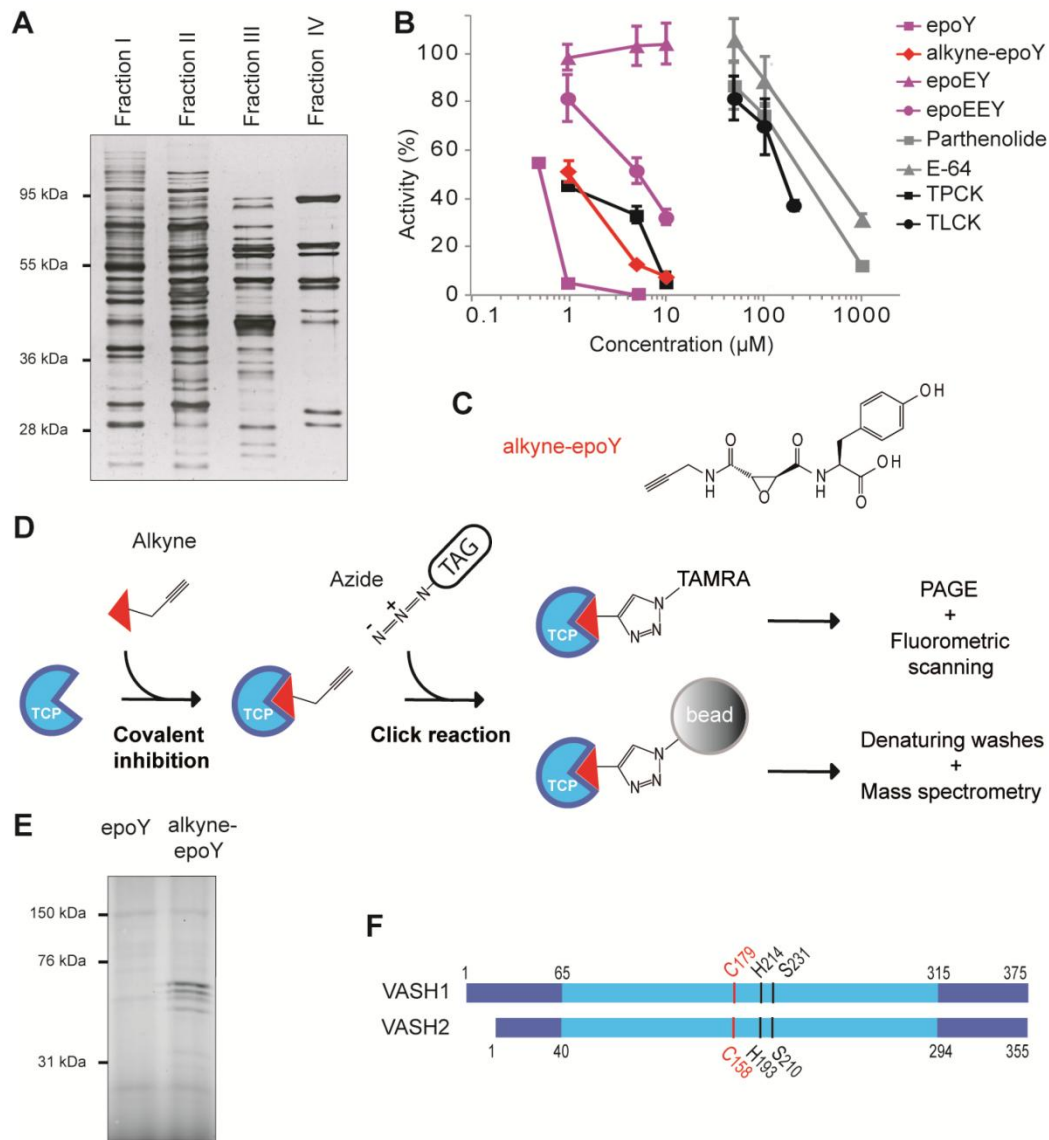 A
Fraction I
Fraction II
Fraction III
Fraction IV
95 kDa
55 kDa
36 kDa
28 kDa
B
Activity (%)
100
80
60
40
20
0
0.1
1
10
100
1000
Concentration (µM)
epoY
alkyne-epoY
epoEY
epoEEY
Parthenolide
E-64
TPCK
TLCK
C
alkyne-epoY
N
H
O
O
O
N
H
O
OH
OH
D
Alkyne
TCP
Covalent
inhibition
TCP
Azide
N=N=N
- +
TAG
Click reaction
TCP
N
N=N
TAMRA
PAGE
+
Fluorometric
scanning
TCP
N
N=N
bead
Denaturing washes
+
Mass spectrometry
E
epoY
alkyne-
epoY
150 kDa
76 kDa
31 kDa
F
C179
H214
S231
1
65
315
375
VASH1
VASH2
1
40
294
355
C158
H193
S210